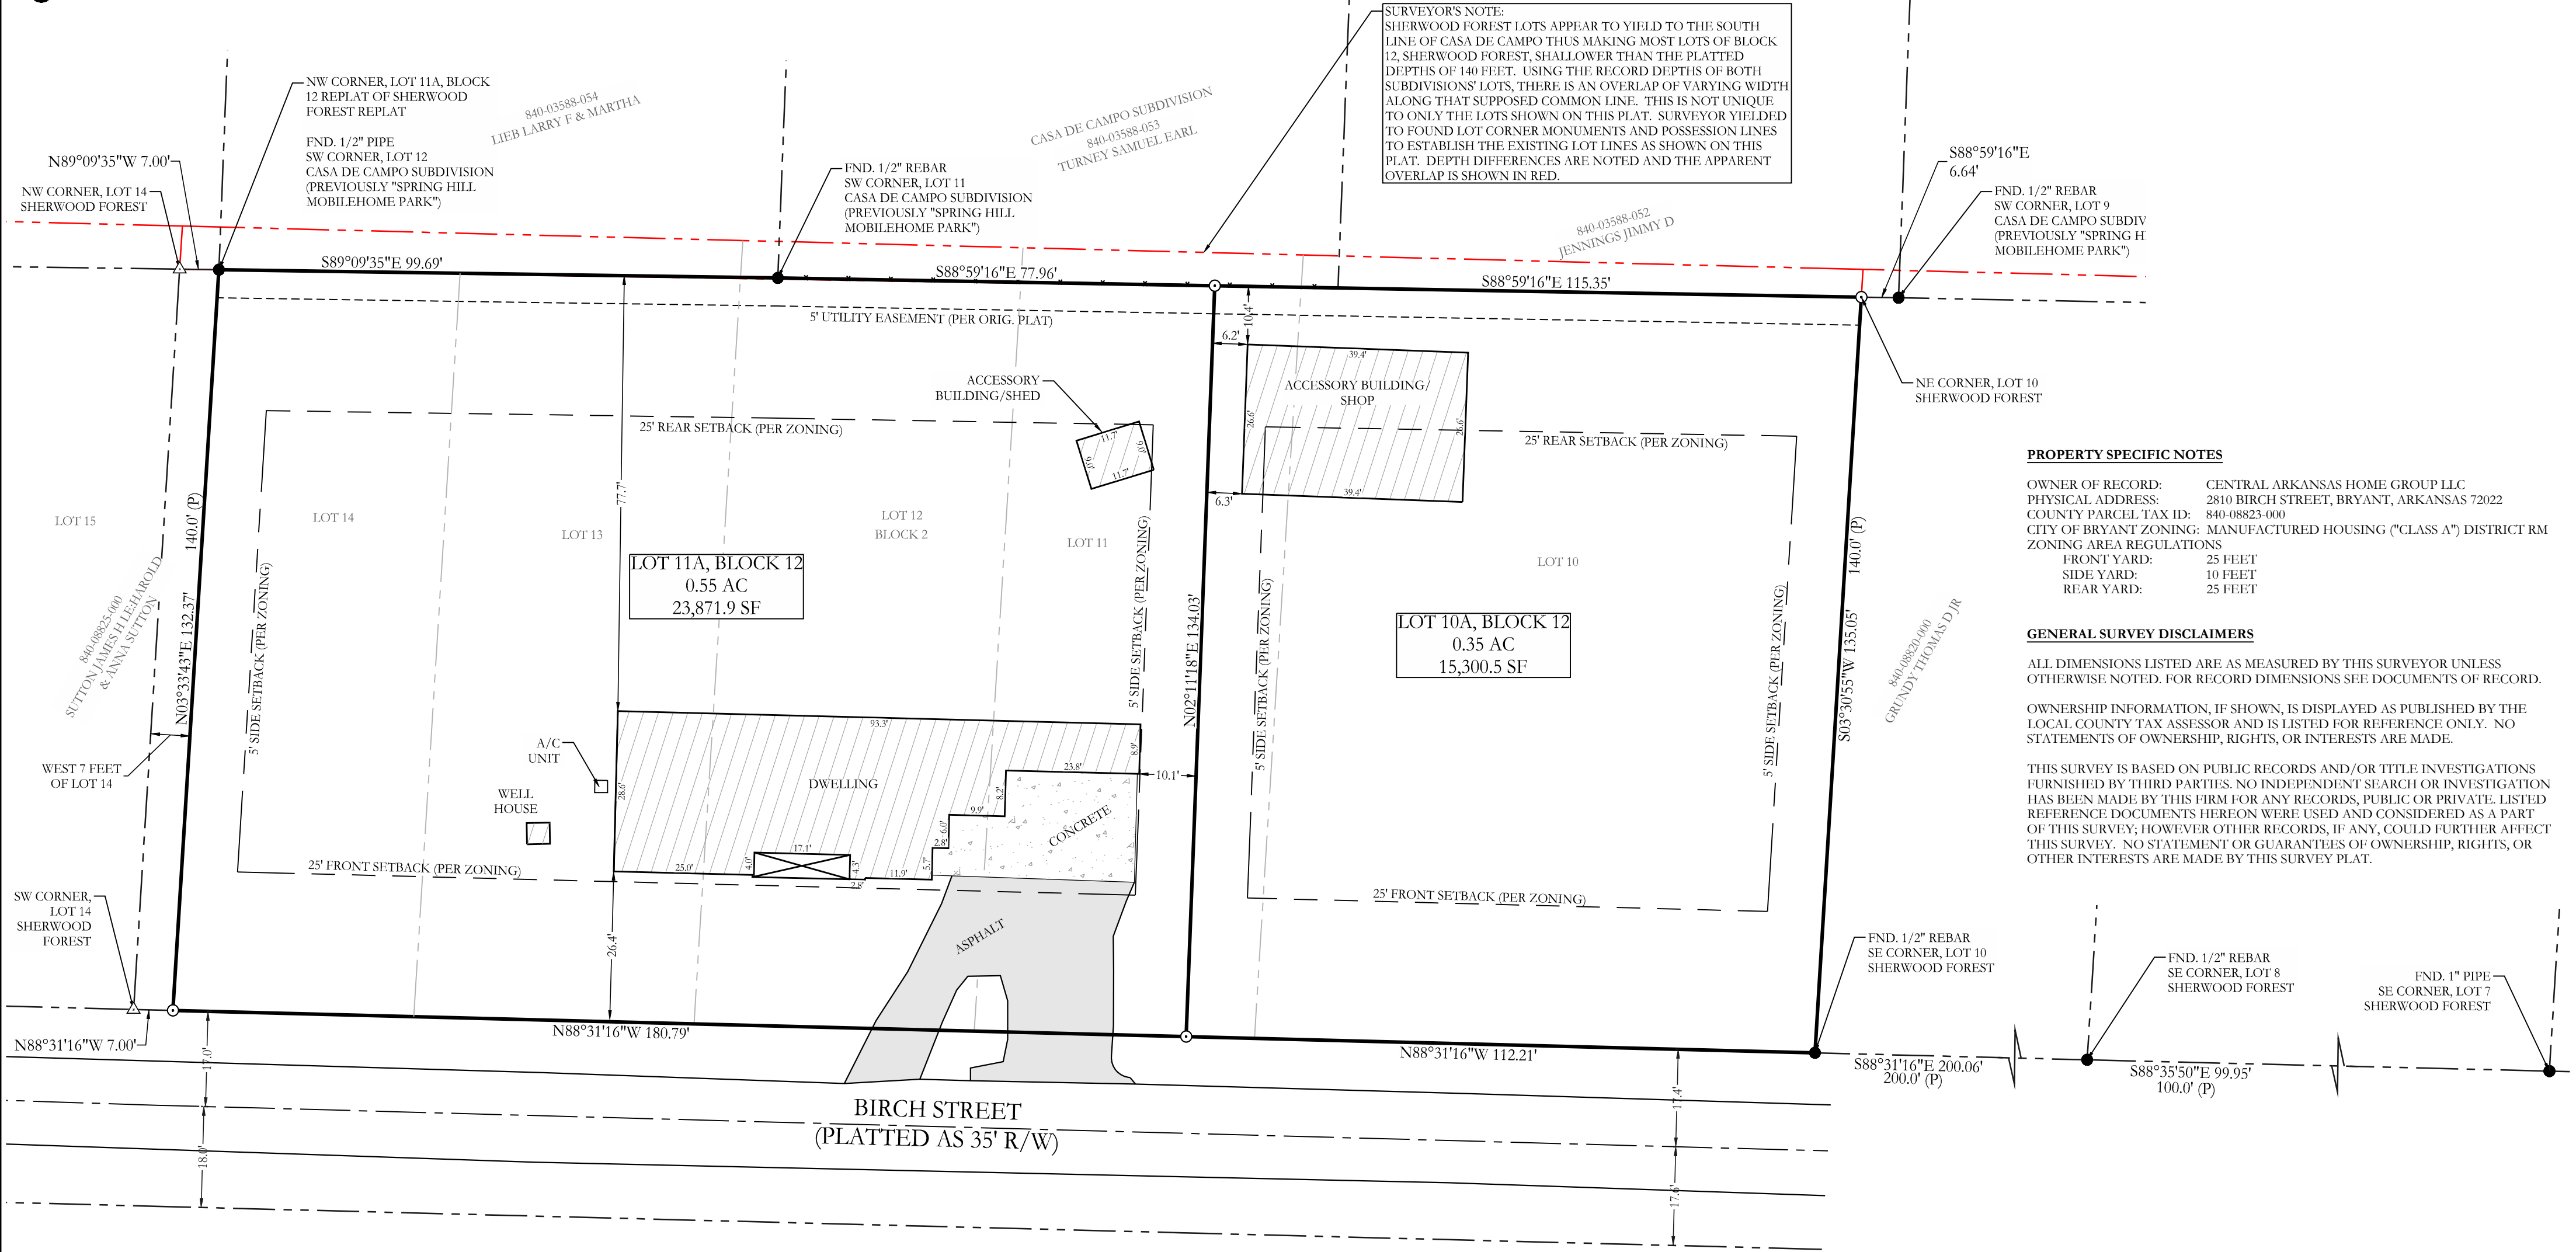 SURVEYOR'S NOTE:
SHERWOOD FOREST LOTS APPEAR TO YIELD TO THE SOUTH
LINE OF CASA DE CAMPO THUS MAKING MOST LOTS OF BLOCK
12, SHERWOOD FOREST, SHALLOWER THAN THE PLATTED
DEPTHS OF 140 FEET. USING THE RECORD DEPTHS OF BOTH
SUBDIVISIONS' LOTS, THERE IS AN OVERLAP OF VARYING WIDTH
ALONG THAT SUPPOSED COMMON LINE. THIS IS NOT UNIQUE
TO ONLY THE LOTS SHOWN ON THIS PLAT. SURVEYOR YIELDED
TO FOUND LOT CORNER MONUMENTS AND POSSESSION LINES
TO ESTABLISH THE EXISTING LOT LINES AS SHOWN ON THIS
PLAT. DEPTH DIFFERENCES ARE NOTED AND THE APPARENT
OVERLAP IS SHOWN IN RED.
NW CORNER, LOT 11A, BLOCK
12 REPLAT OF SHERWOOD
FOREST REPLAT
FND. 1/2" PIPE
SW CORNER, LOT 12
CASA DE CAMPO SUBDIVISION
(PREVIOUSLY "SPRING HILL
MOBILEHOME PARK")
840-03588-054
LIEB LARRY F & MARTHA
CASA DE CAMPO SUBDIVISION
840-03588-053
TURNEY SAMUEL EARL
N89°09'35"W 7.00'
NW CORNER, LOT 14
SHERWOOD FOREST
FND. 1/2" REBAR
SW CORNER, LOT 11
CASA DE CAMPO SUBDIVISION
(PREVIOUSLY "SPRING HILL
MOBILEHOME PARK")
S88°59'16"E
6.64'
FND. 1/2" REBAR
SW CORNER, LOT 9
CASA DE CAMPO SUBDIV
(PREVIOUSLY "SPRING H
MOBILEHOME PARK")
840-03588-052
JENNINGS JIMMY D
S89°09'35"E 99.69'
S88°59'16"E 77.96'
S88°59'16"E 115.35'
5' UTILITY EASEMENT (PER ORIG. PLAT)
10.4'
6.2'
39.4'
ACCESSORY BUILDING/
SHOP
26.6'
26.6'
39.4'
6.3'
ACCESSORY
BUILDING/SHED
11.7'
9.0'
9.0'
11.7'
NE CORNER, LOT 10
SHERWOOD FOREST
25' REAR SETBACK (PER ZONING)
25' REAR SETBACK (PER ZONING)
77.7'
140.0' (P)
N03°33'43"E 132.37'
LOT 15
LOT 14
LOT 13
LOT 12
BLOCK 2
LOT 11
LOT 10
LOT 11A, BLOCK 12
0.55 AC
23,871.9 SF
LOT 10A, BLOCK 12
0.35 AC
15,300.5 SF
5' SIDE SETBACK (PER ZONING)
5' SIDE SETBACK (PER ZONING)
N02°11'18"E 134.03'
5' SIDE SETBACK (PER ZONING)
5' SIDE SETBACK (PER ZONING)
140.0' (P)
S03°30'55"W 135.05'
840-08825-000
SUTTON JAMES H LE:HAROLD
& ANNA SUTTON
840-08820-000
GRUNDY THOMAS D JR
WEST 7 FEET
OF LOT 14
A/C
UNIT
WELL
HOUSE
93.3'
DWELLING
28.6'
8.9'
23.8'
10.1'
8.2'
9.9'
6.0'
2.8'
5.7'
CONCRETE
17.1'
4.0'
4.3'
25.0'
2.8'
11.9'
25' FRONT SETBACK (PER ZONING)
25' FRONT SETBACK (PER ZONING)
26.4'
ASPHALT
SW CORNER,
LOT 14
SHERWOOD
FOREST
N88°31'16"W 7.00'
N88°31'16"W 180.79'
N88°31'16"W 112.21'
17.0'
18.0'
17.4'
17.6'
BIRCH STREET
(PLATTED AS 35' R/W)
FND. 1/2" REBAR
SE CORNER, LOT 10
SHERWOOD FOREST
FND. 1/2" REBAR
SE CORNER, LOT 8
SHERWOOD FOREST
FND. 1" PIPE
SE CORNER, LOT 7
SHERWOOD FOREST
S88°31'16"E 200.06'
200.0' (P)
S88°35'50"E 99.95'
100.0' (P)
PROPERTY SPECIFIC NOTES
OWNER OF RECORD: CENTRAL ARKANSAS HOME GROUP LLC
PHYSICAL ADDRESS: 2810 BIRCH STREET, BRYANT, ARKANSAS 72022
COUNTY PARCEL TAX ID: 840-08823-000
CITY OF BRYANT ZONING: MANUFACTURED HOUSING ("CLASS A") DISTRICT RM
ZONING AREA REGULATIONS
FRONT YARD: 25 FEET
SIDE YARD: 10 FEET
REAR YARD: 25 FEET
GENERAL SURVEY DISCLAIMERS
ALL DIMENSIONS LISTED ARE AS MEASURED BY THIS SURVEYOR UNLESS
OTHERWISE NOTED. FOR RECORD DIMENSIONS SEE DOCUMENTS OF RECORD.
OWNERSHIP INFORMATION, IF SHOWN, IS DISPLAYED AS PUBLISHED BY THE
LOCAL COUNTY TAX ASSESSOR AND IS LISTED FOR REFERENCE ONLY. NO
STATEMENTS OF OWNERSHIP, RIGHTS, OR INTERESTS ARE MADE.
THIS SURVEY IS BASED ON PUBLIC RECORDS AND/OR TITLE INVESTIGATIONS
FURNISHED BY THIRD PARTIES. NO INDEPENDENT SEARCH OR INVESTIGATION
HAS BEEN MADE BY THIS FIRM FOR ANY RECORDS, PUBLIC OR PRIVATE. LISTED
REFERENCE DOCUMENTS HEREON WERE USED AND CONSIDERED AS A PART
OF THIS SURVEY; HOWEVER OTHER RECORDS, IF ANY, COULD FURTHER AFFECT
THIS SURVEY. NO STATEMENT OR GUARANTEES OF OWNERSHIP, RIGHTS, OR
OTHER INTERESTS ARE MADE BY THIS SURVEY PLAT.